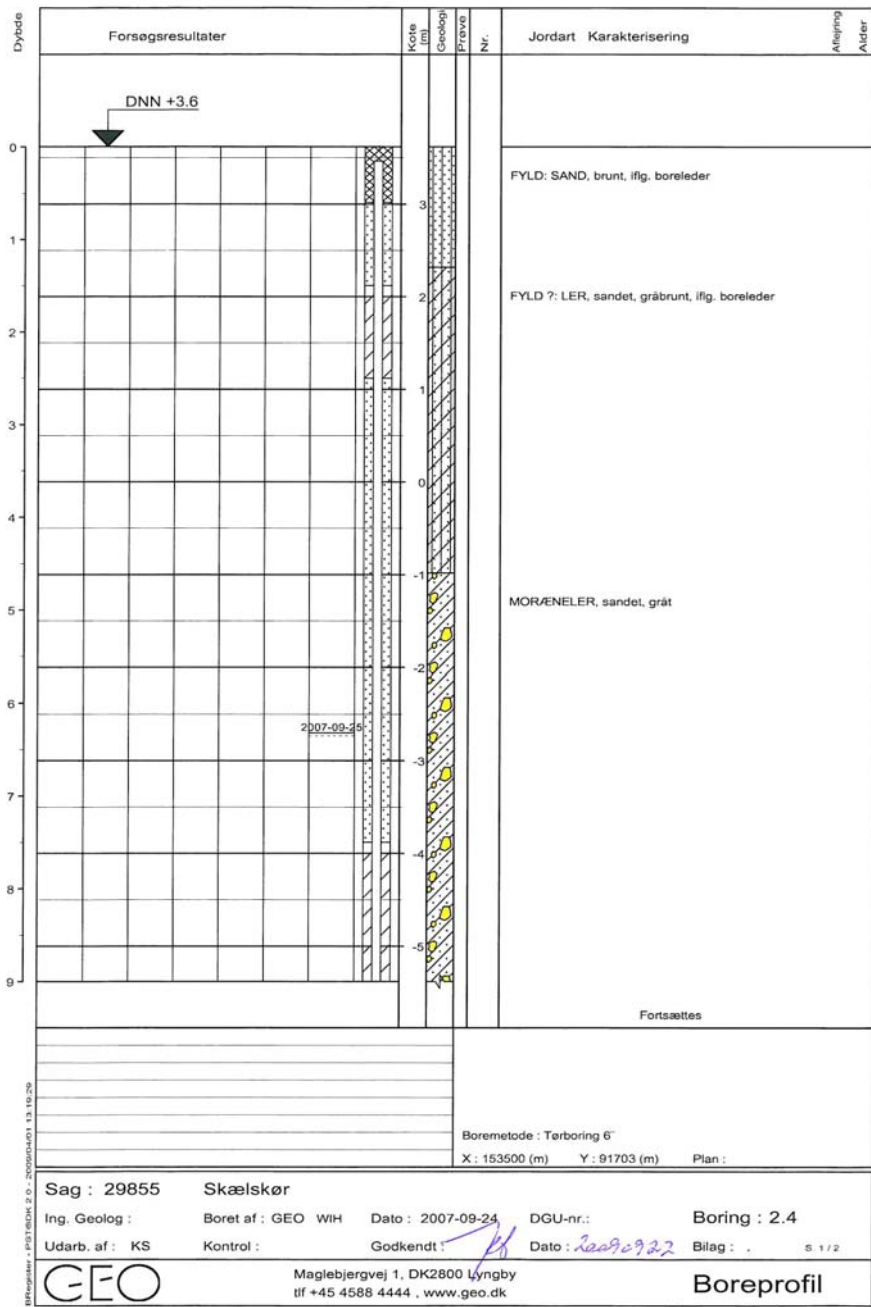 Dybde
Forsøgsresultater
Kote (m)
Geologi
Prøve
Nr.
Jordart Karakterisering
Aflejring
Alder
DNN +3.6
0
1
2
3
4
5
6
7
8
9
3
2
1
0
-1
-2
-3
-4
-5
FYLD: SAND, brunt, iflg. boreleder
FYLD ?: LER, sandet, gråbrunt, iflg. boreleder
MORÆNELER, sandet, gråt
2007-09-25
Fortsættes
Boremetode : Tørboring 6"
X : 153500 (m) Y : 91703 (m) Plan :
Sag : 29855 Skælskør
Ing. Geolog : Boret af : GEO WIH Dato : 2007-09-24 DGU-nr.: Boring : 2.4
Udarb. af : KS Kontrol : Godkendt : Dato : 20090922 Bilag : . S. 1/2
GEO
Maglebjergvej 1, DK2800 Lyngby
tlf +45 4588 4444 , www.geo.dk
Boreprofil